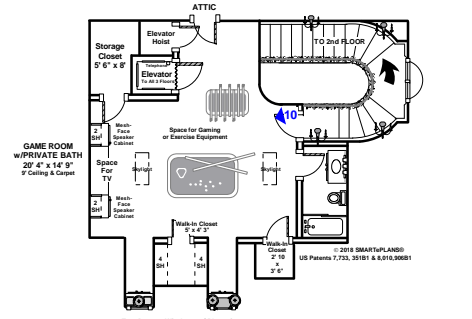 ATTIC
Elevator
Hoist
TO 2nd FLOOR
Storage
Closet
5' 6" x 8'
Telephone
Elevator
To All 3 Floors
10
2
SH
Mesh-
Face
Speaker
Cabinet
Space for Gaming
or Exercise Equipment
GAME ROOM
w/PRIVATE BATH
20' 4" x 14' 9"
9' Ceiling & Carpet
Space
For
TV
Skylight
Skylight
2
SH
Mesh-
Face
Speaker
Cabinet
Walk-In Closet
5' x 4' 3"
4
SH
4
SH
Walk-In
Closet
2' 10
x
3' 6"
© 2018 SMARTePLANS®
US Patents 7,733, 351B1 & 8,010,906B1